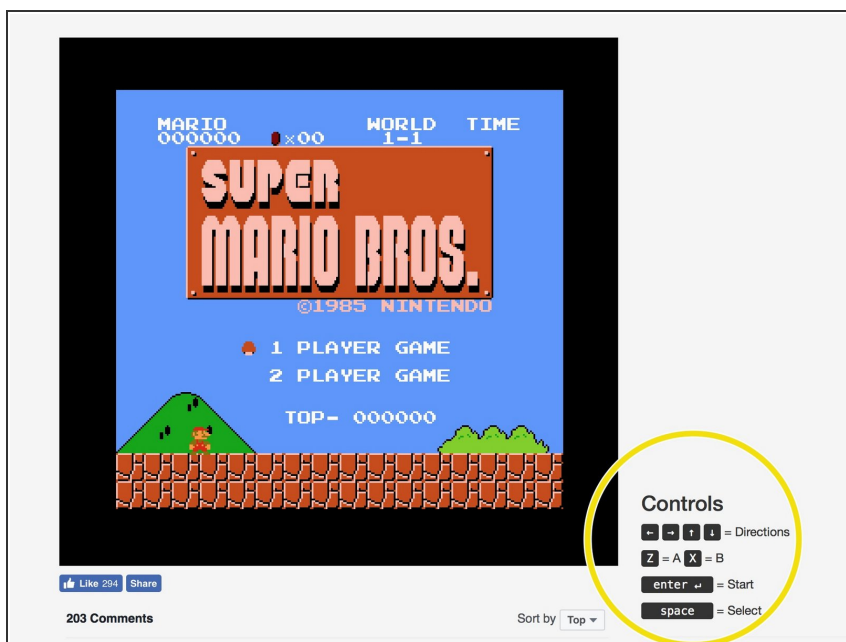 MARIO WORLD TIME
000000 ×00 1-1
SUPER
MARIO BROS.
©1985 NINTENDO
1 PLAYER GAME
2 PLAYER GAME
TOP- 000000
Controls
← → ↑ ↓ = Directions
Z = A X = B
enter ↵ = Start
space = Select
Like 294 Share
203 Comments Sort by Top